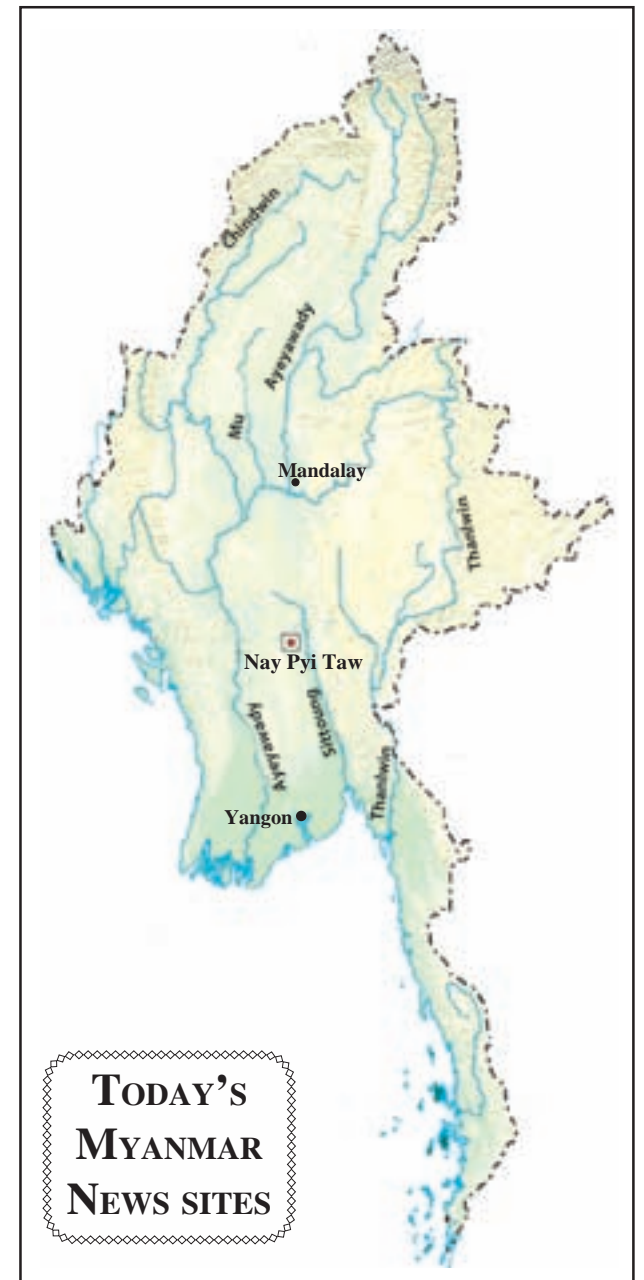 Chindwin
Ayeyawady
Mu
Mandalay
Thanlwin
Nay Pyi Taw
Sittoung
Ayeyawady
Thanlwin
Yangon
TODAY'S
MYANMAR
NEWS SITES